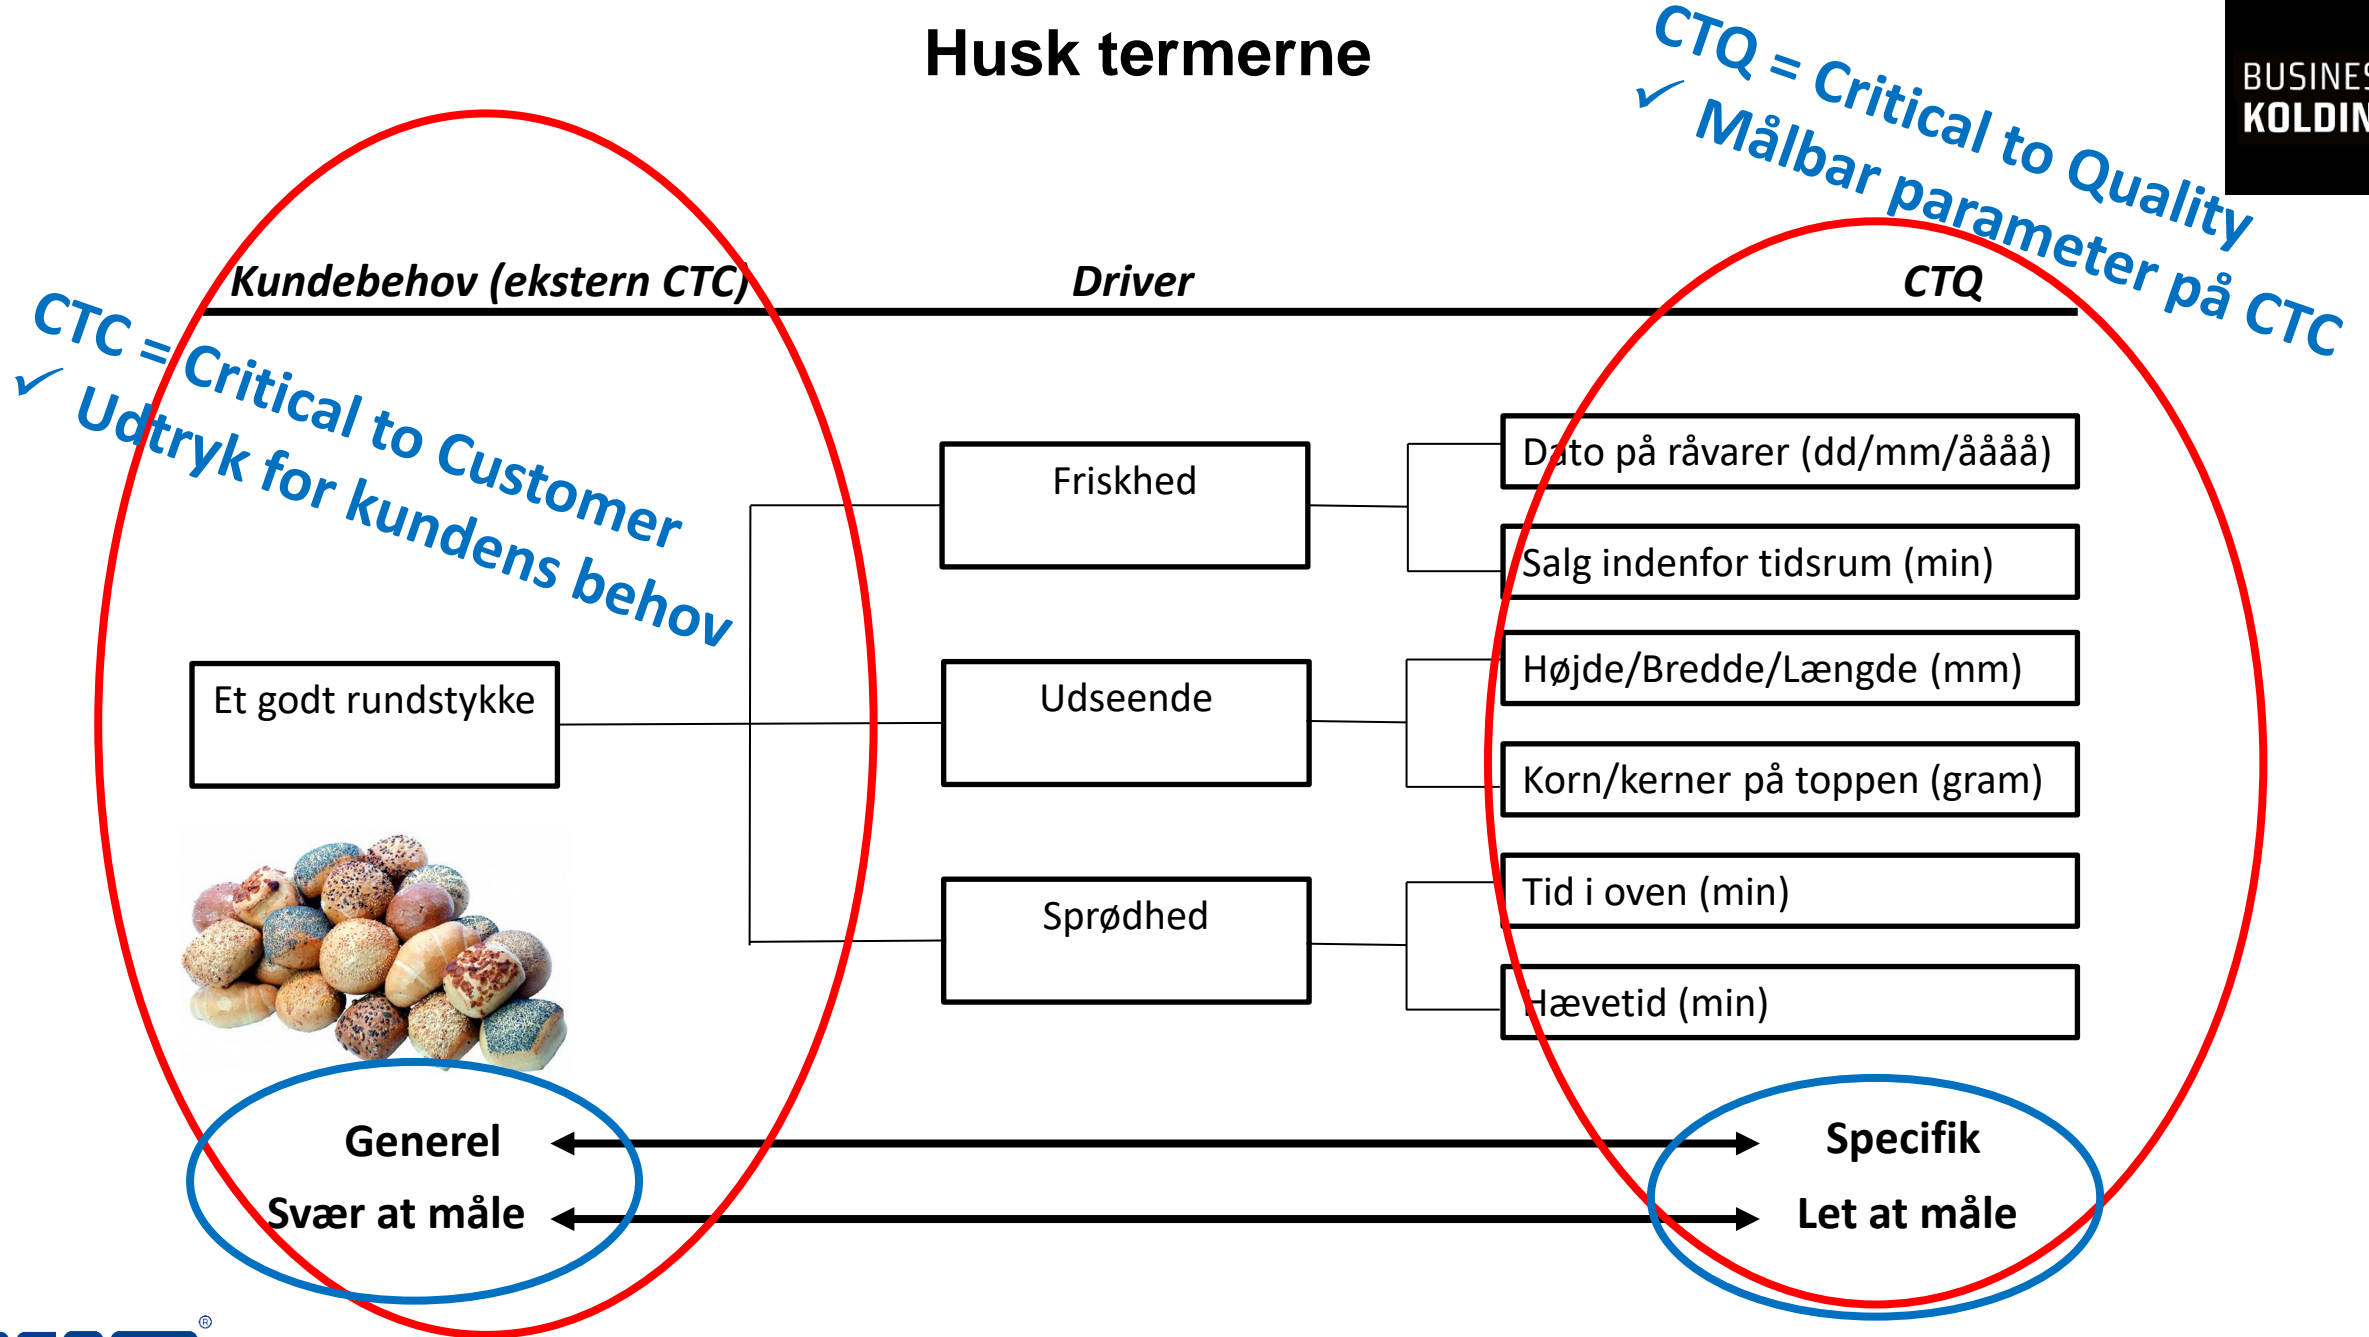 Husk termerne
CTQ = Critical to Quality
✓ Målbar parameter på CTC
BUSINES
KOLDIN
Kundebehov (ekstern CTC)
Driver
CTQ
CTC = Critical to Customer
✓ Udtryk for kundens behov
Et godt rundstykke
Friskhed
Udseende
Sprødhed
Dato på råvarer (dd/mm/åååå)
Salg indenfor tidsrum (min)
Højde/Bredde/Længde (mm)
Korn/kerner på toppen (gram)
Tid i oven (min)
Hævetid (min)
Generel
Specifik
Svær at måle
Let at måle
®